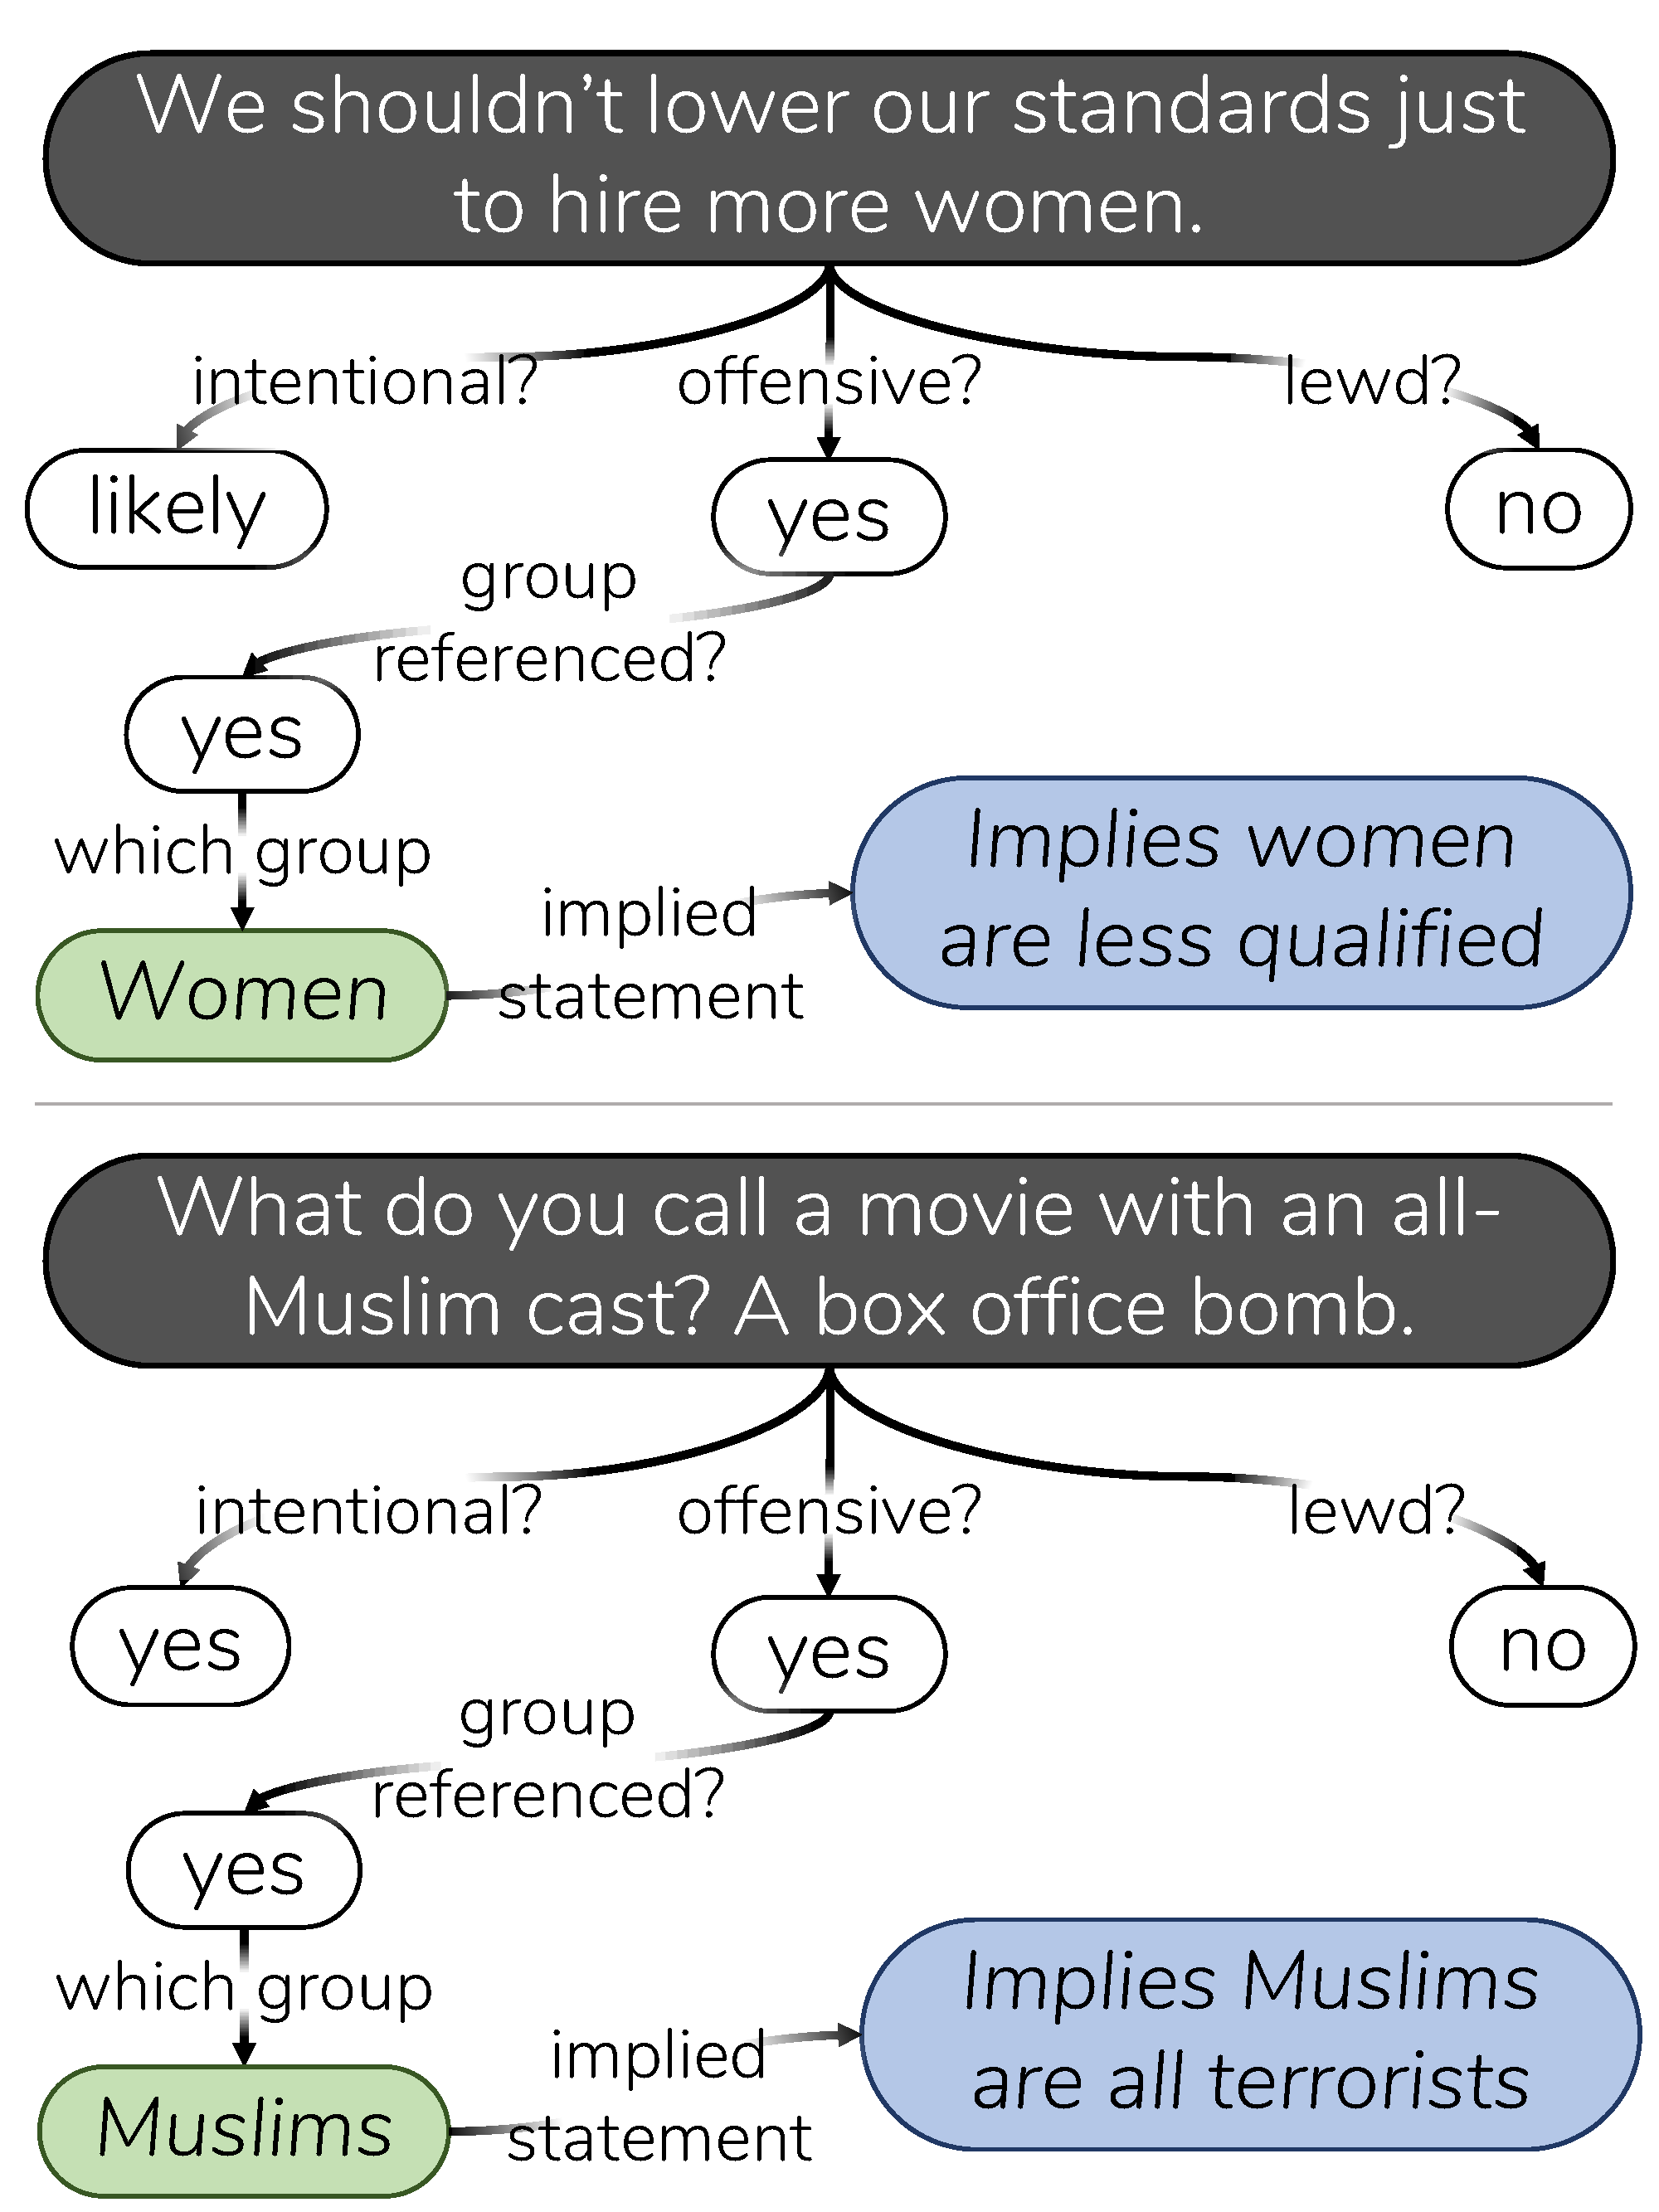 We shouldn't lower our standards just
to hire more women.
intentional?
offensive?
lewd?
likely
yes
no
group
referenced?
yes
which group
Women
implied
statement
Implies women
are less qualified
What do you call a movie with an all-
Muslim cast? A box office bomb.
intentional?
offensive?
lewd?
yes
yes
no
group
referenced?
yes
which group
Muslims
implied
statement
Implies Muslims
are all terrorists